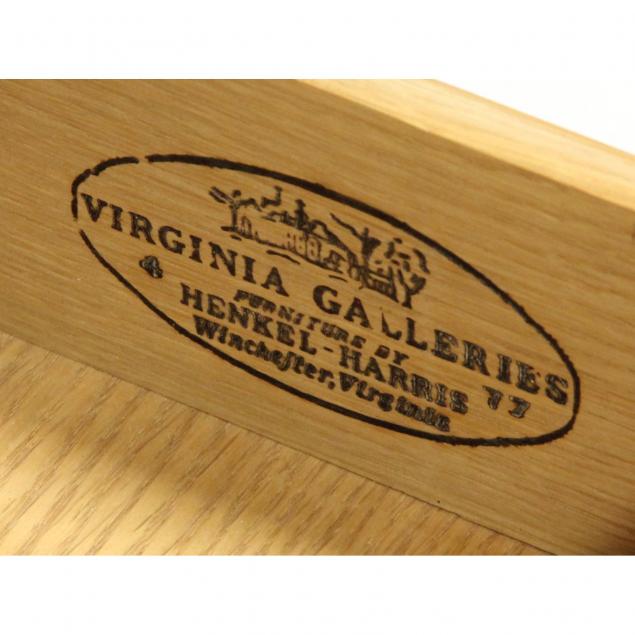 VIRGINIA GALLERIES
4 77
FURNITURE BY
HENKEL-HARRIS
Winchester, Virginia